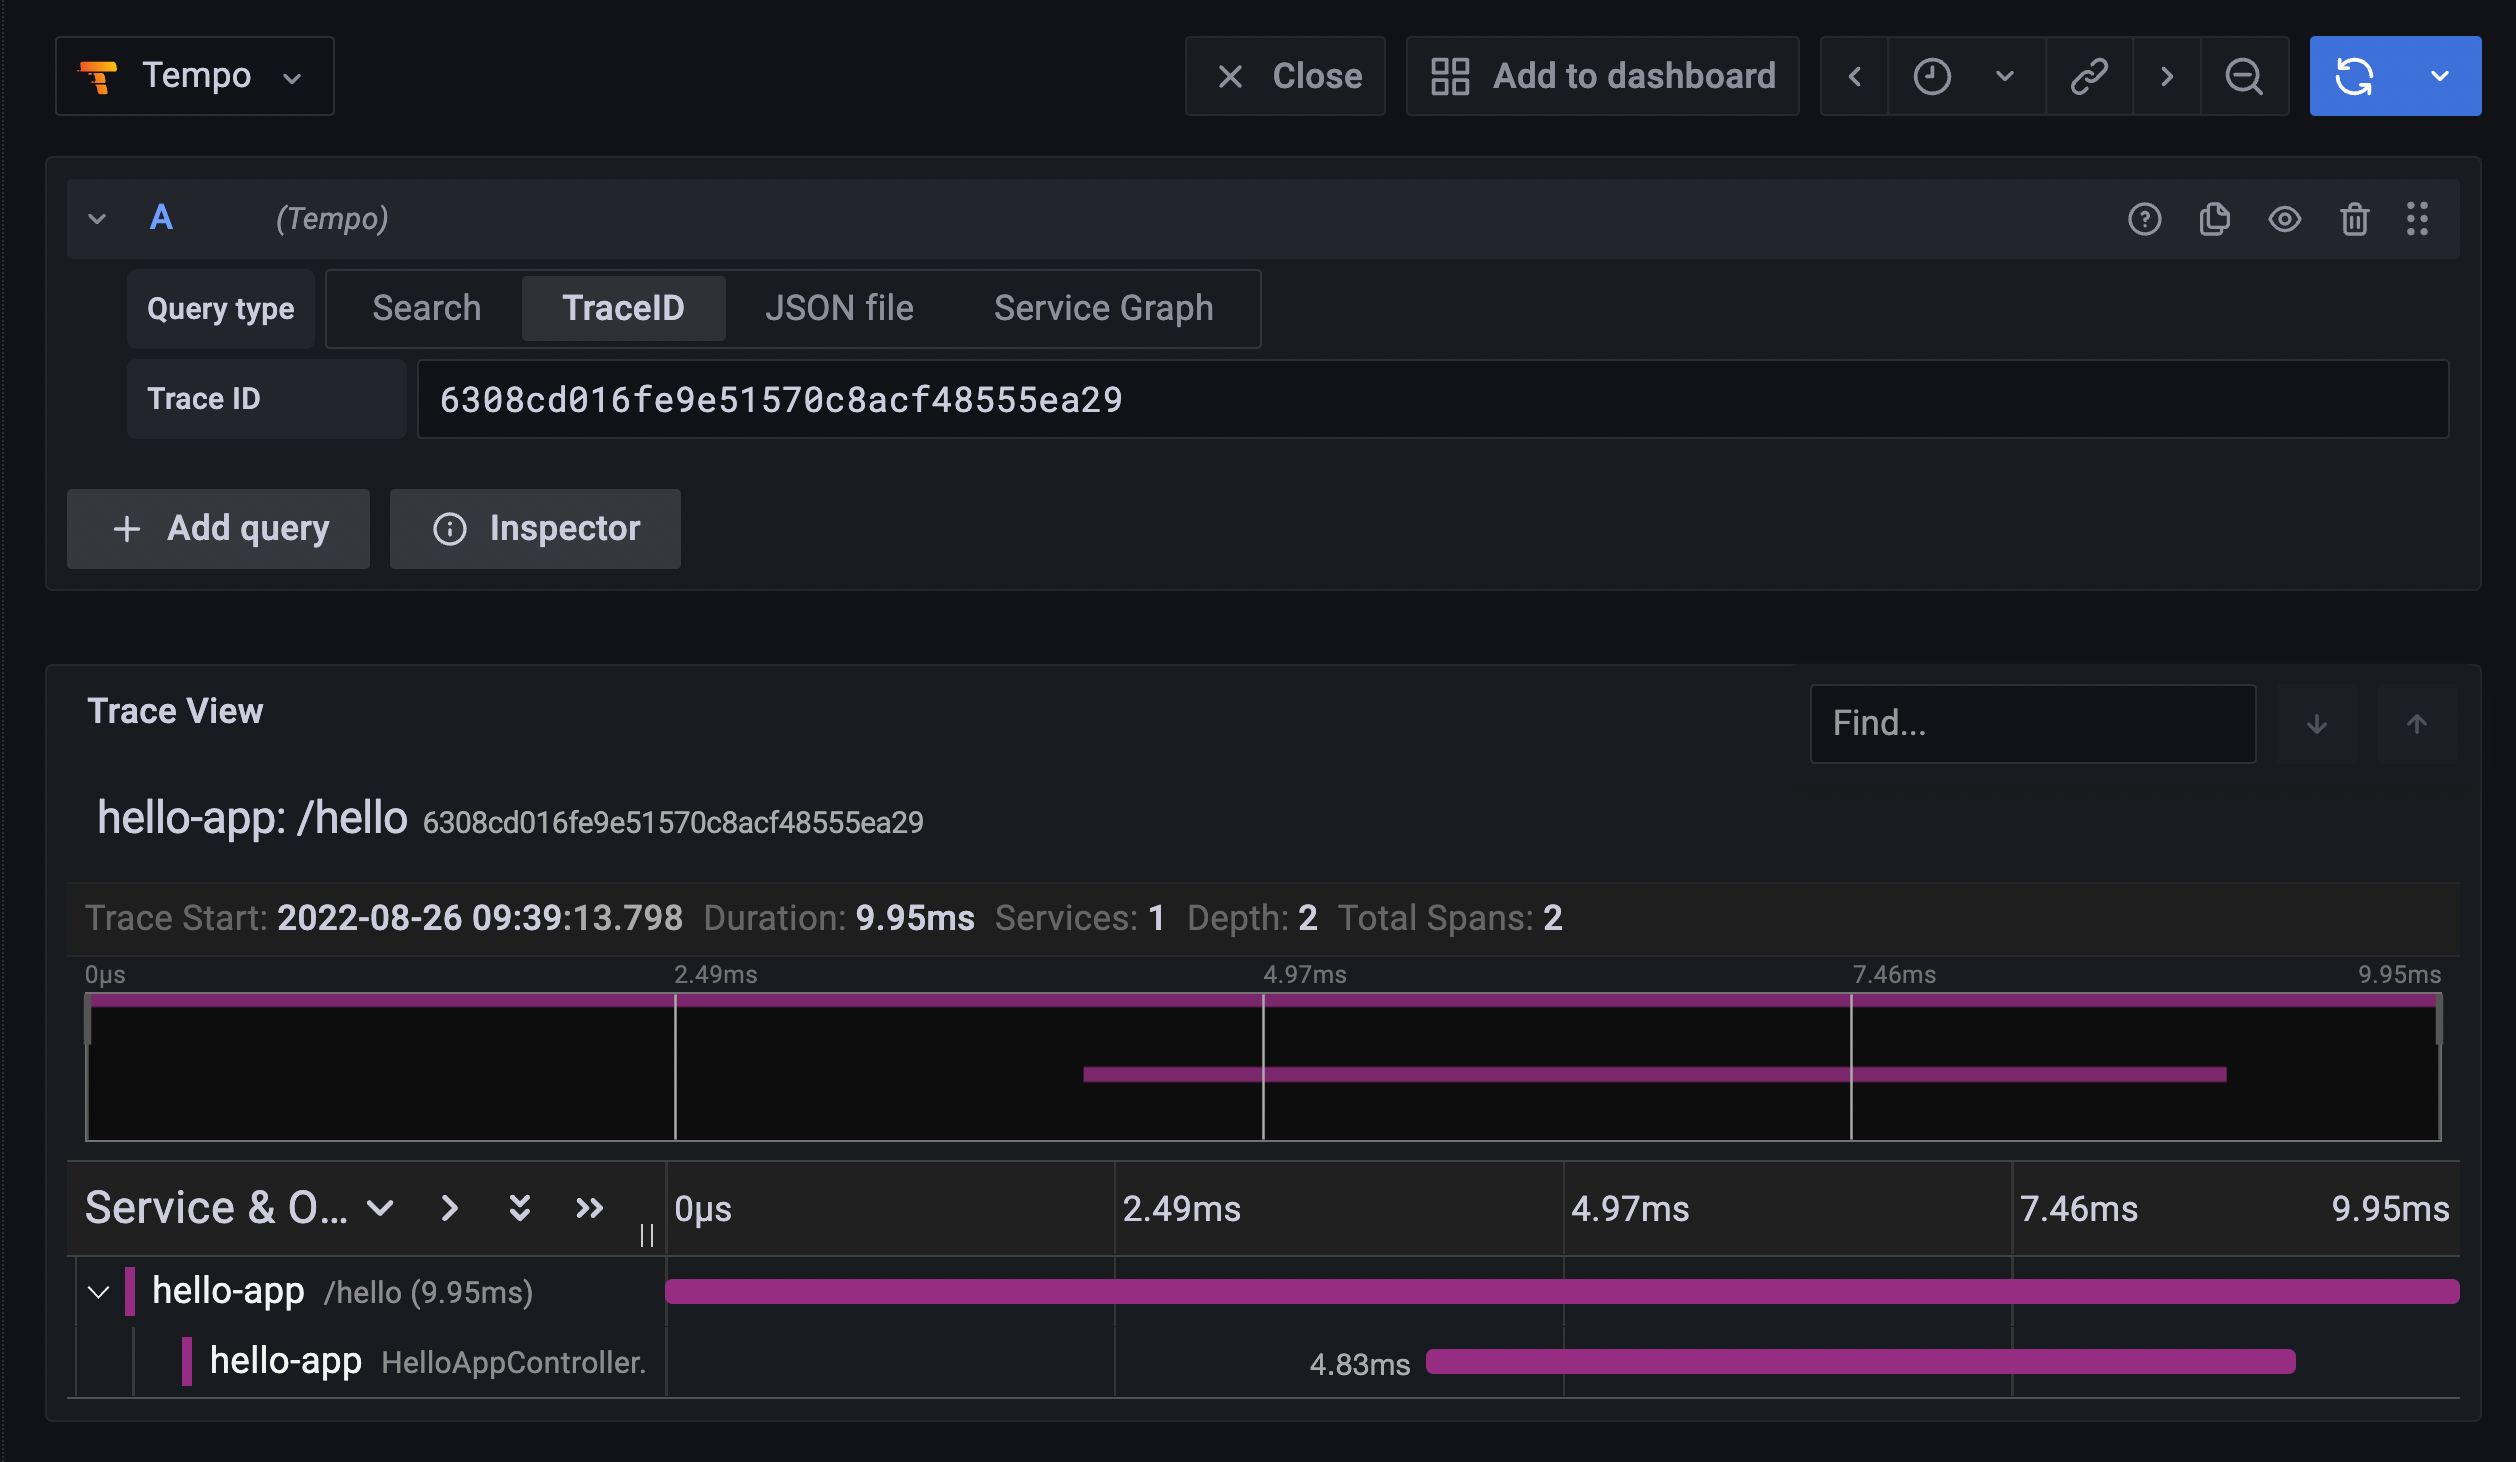 Tempo
Close
Add to dashboard
A (Tempo)
Query type Search TraceID JSON file Service Graph
Trace ID 6308cd016fe9e51570c8acf48555ea29
Add query
Inspector
Trace View
Find...
hello-app: /hello 6308cd016fe9e51570c8acf48555ea29
Trace Start: 2022-08-26 09:39:13.798 Duration: 9.95ms Services: 1 Depth: 2 Total Spans: 2
0μs 2.49ms 4.97ms 7.46ms 9.95ms
Service & O... 0μs 2.49ms 4.97ms 7.46ms 9.95ms
hello-app /hello (9.95ms)
hello-app HelloAppController. 4.83ms